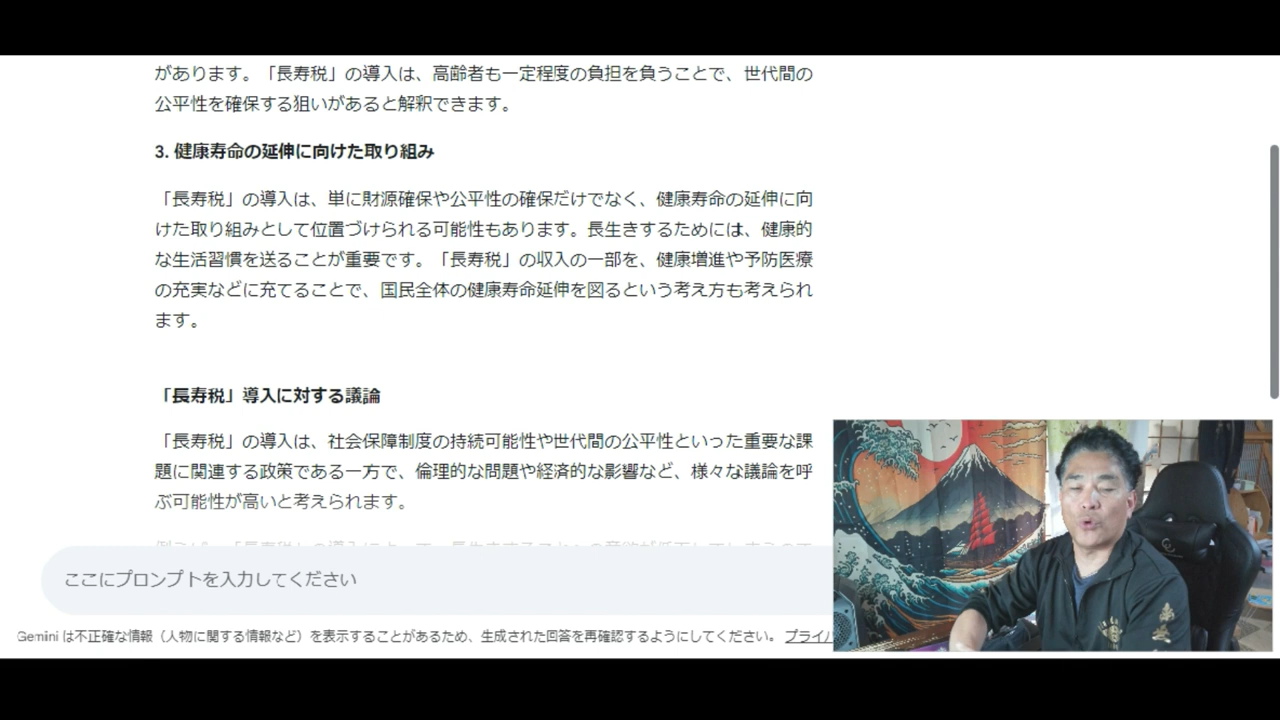 があります。「長寿税」の導入は、高齢者も一定程度の負担を負うことで、世代間の
公平性を確保する狙いがあると解釈できます。
3. 健康寿命の延伸に向けた取り組み
「長寿税」の導入は、単に財源確保や公平性の確保だけでなく、健康寿命の延伸に向
けた取り組みとして位置づけられる可能性もあります。長生きするためには、健康的
な生活習慣を送ることが重要です。「長寿税」の収入の一部を、健康増進や予防医療
の充実などに充てることで、国民全体の健康寿命延伸を図るという考え方も考えられ
ます。
「長寿税」導入に対する議論
「長寿税」の導入は、社会保障制度の持続可能性や世代間の公平性といった重要な課
題に関連する政策である一方で、倫理的な問題や経済的な影響など、様々な議論を呼
ぶ可能性が高いと考えられます。
ここにプロンプトを入力してください
Gemini は不正確な情報（人物に関する情報など）を表示することがあるため、生成された回答を再確認するようにしてください。 プライバ